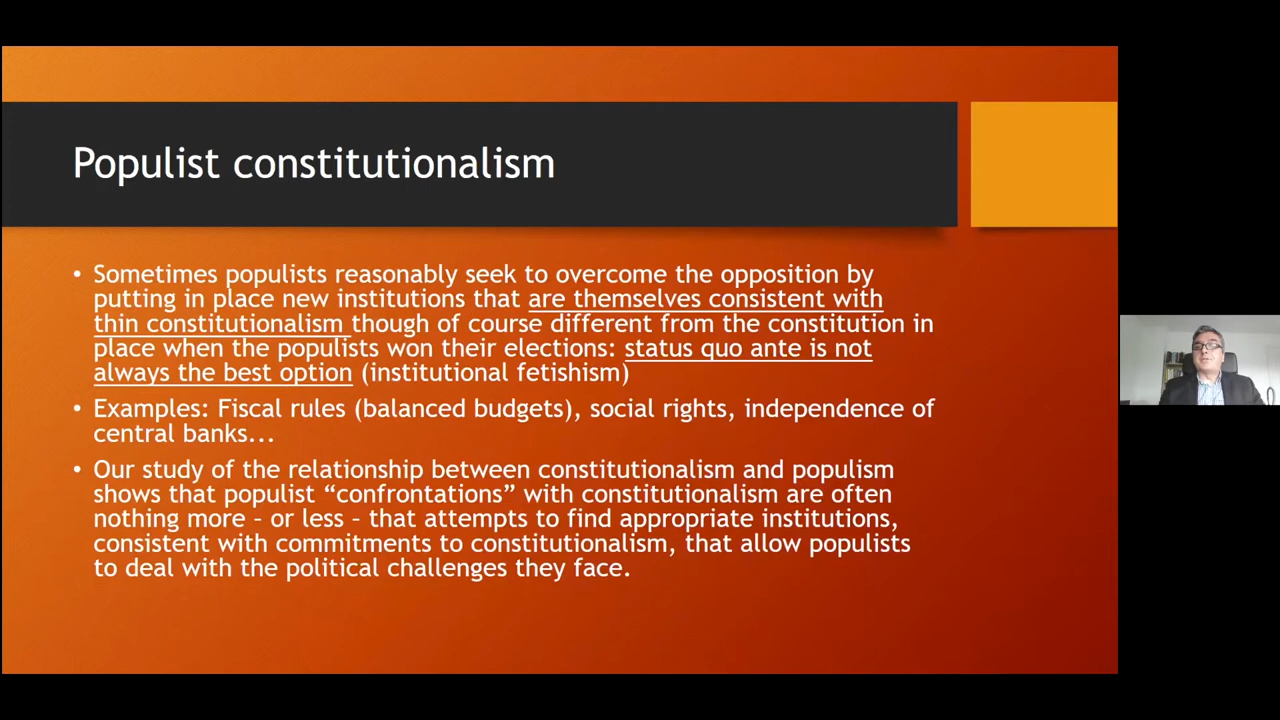 Populist constitutionalism
• Sometimes populists reasonably seek to overcome the opposition by
putting in place new institutions that are themselves consistent with
thin constitutionalism though of course different from the constitution in
place when the populists won their elections: status quo ante is not
always the best option (institutional fetishism)
• Examples: Fiscal rules (balanced budgets), social rights, independence of
central banks...
• Our study of the relationship between constitutionalism and populism
shows that populist “confrontations” with constitutionalism are often
nothing more – or less – that attempts to find appropriate institutions,
consistent with commitments to constitutionalism, that allow populists
to deal with the political challenges they face.